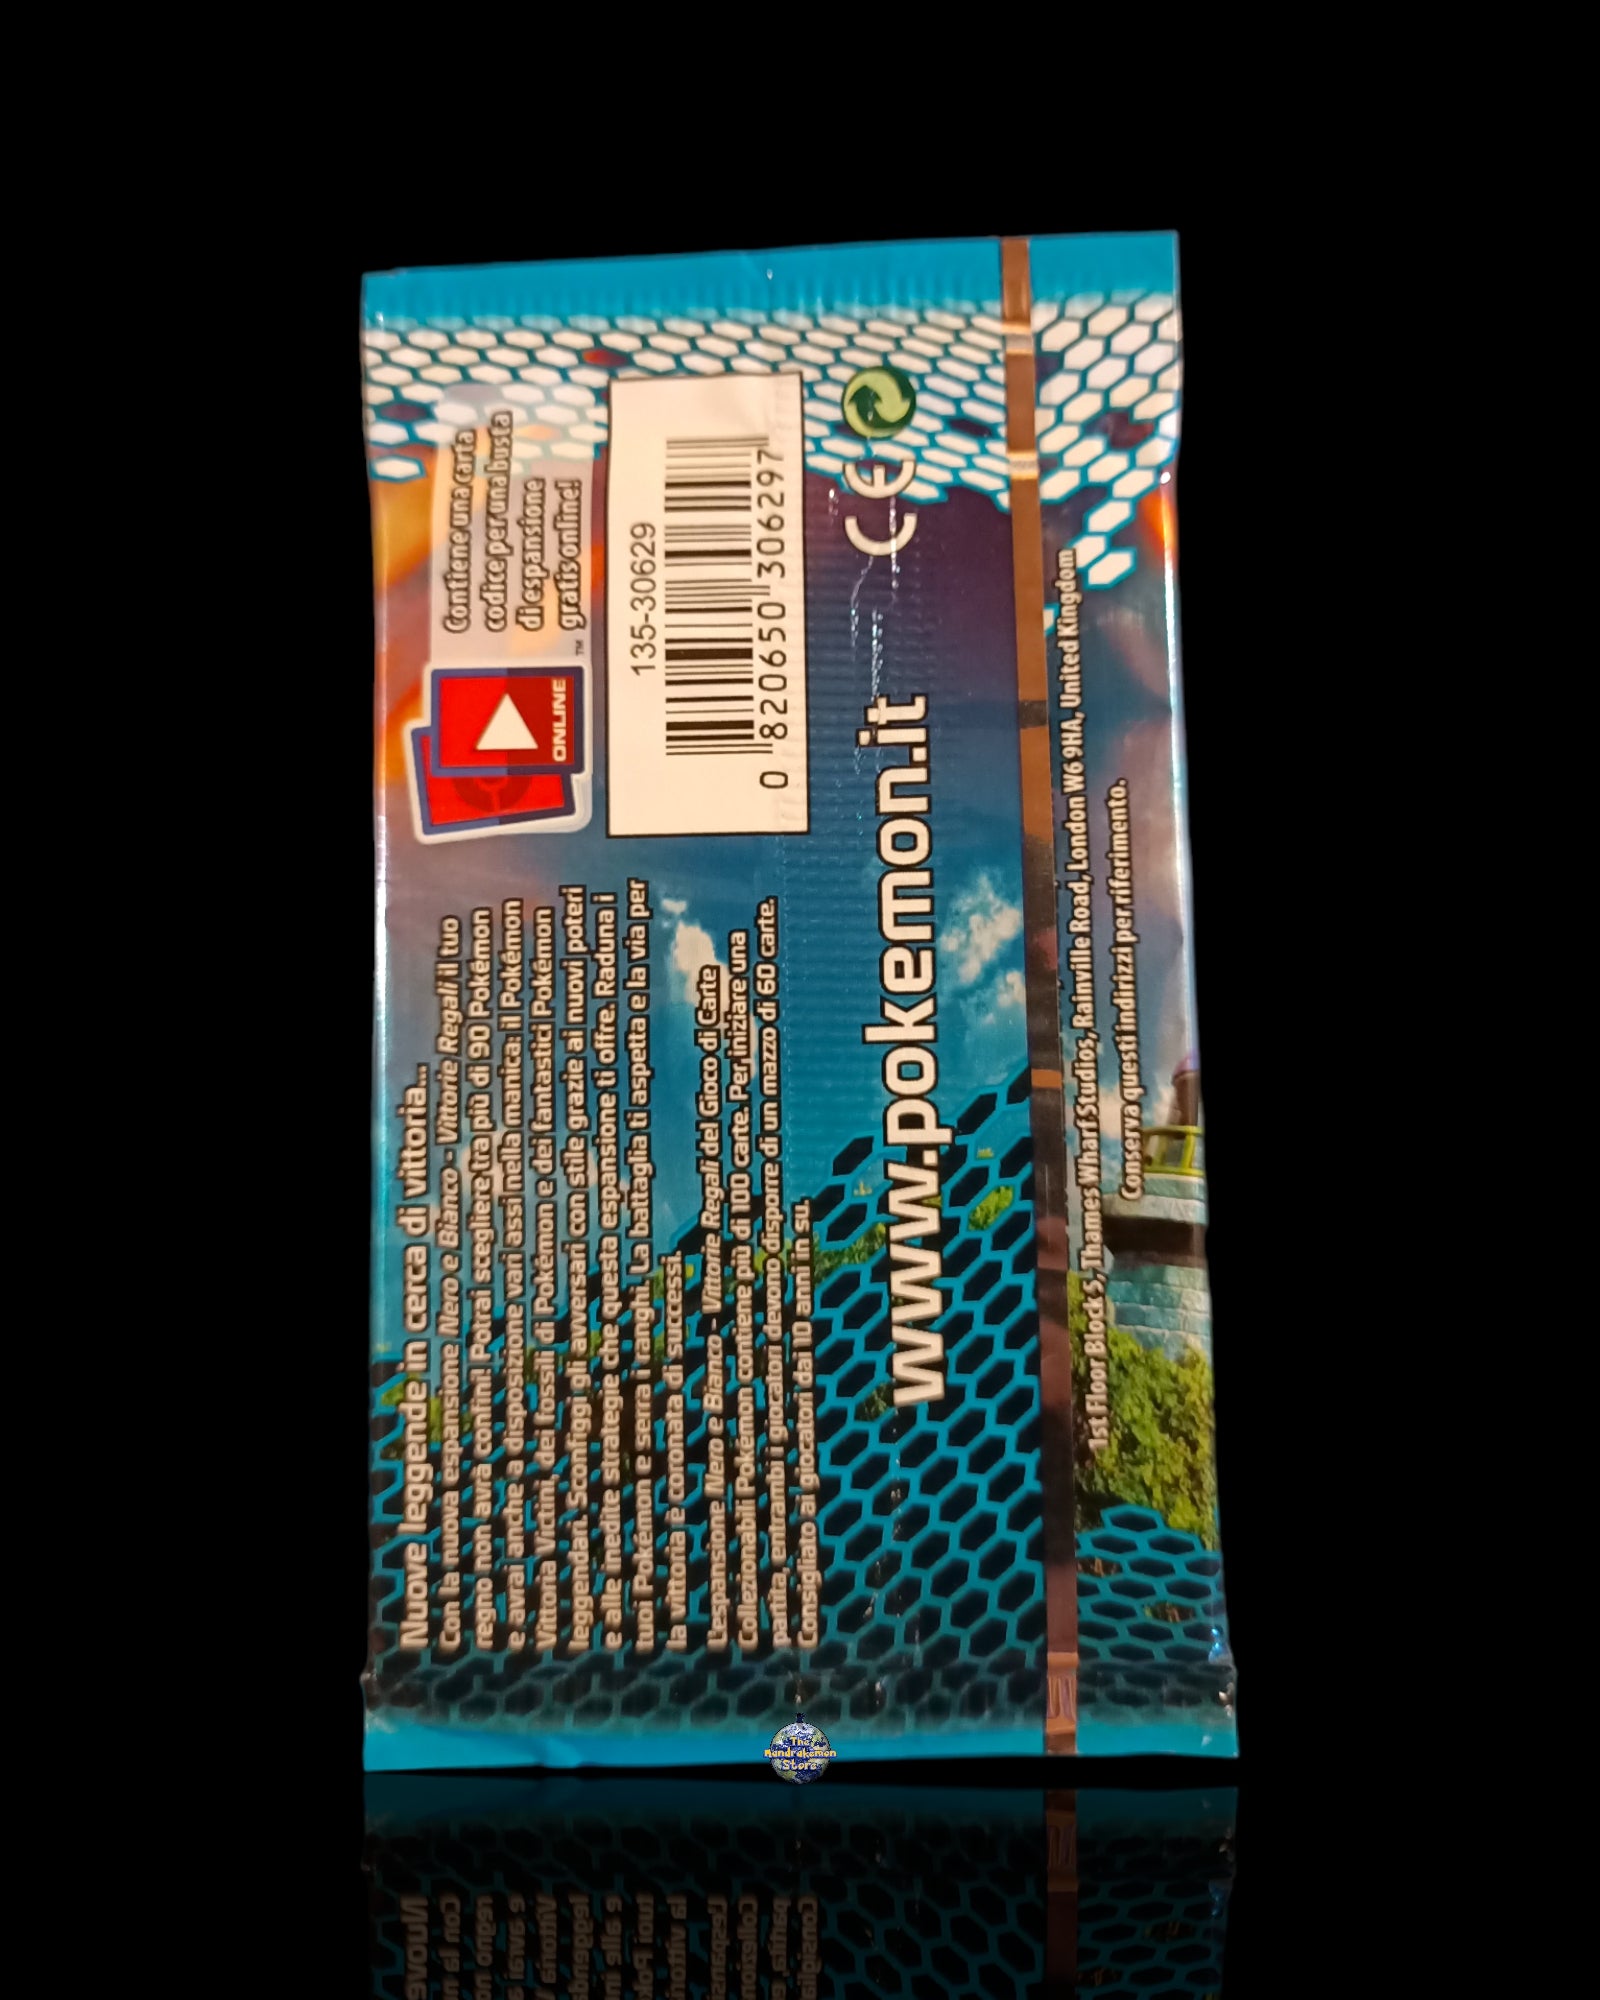 Nuove leggende in cerca di vittoria...
Con la nuova espansione Nero e Bianco - Vittorie Regali il tuo
regno non avrà confini! Potrai scegliere tra più di 90 Pokémon
e avrai anche a disposizione vari assi nella manica: il Pokémon
Vittoria Victini, dei fossili di Pokémon e dei fantastici Pokémon
leggendari. Sconfiggi gli avversari con stile grazie ai nuovi poteri
e alle inedite strategie che questa espansione ti offre. Raduna i
tuoi Pokémon e serra i ranghi. La battaglia ti aspetta e la via per
la vittoria è coronata di successi.
L'espansione Nero e Bianco - Vittorie Regali del Gioco di Carte
Collezionabili Pokémon contiene più di 100 carte. Per iniziare una
partita, entrambi i giocatori devono disporre di un mazzo di 60 carte.
Consigliato ai giocatori dai 10 anni in su.
ONLINE
TM
Contiene una carta
codice per una busta
di espansione
gratis online!
135-30629
0 820650 306297
www.pokemon.it
CE
1st Floor Block 5, Thames Wharf Studios, Rainville Road, London W6 9HA, United Kingdom
Conserva questi indirizzi per riferimento.
The
Mandrakemon
Store